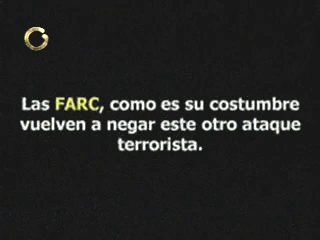 Las FARC, como es su costumbre
vuelven a negar este otro ataque
terrorista.